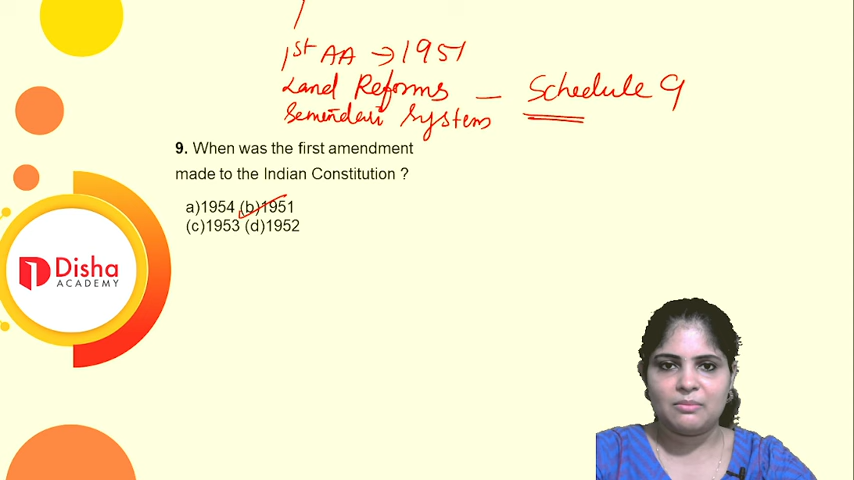 1st AA → 1951
Land Reforms — Schedule 9
Semindari System
9. When was the first amendment
made to the Indian Constitution ?
a)1954 (b)1951
(c)1953 (d)1952
Disha
ACADEMY